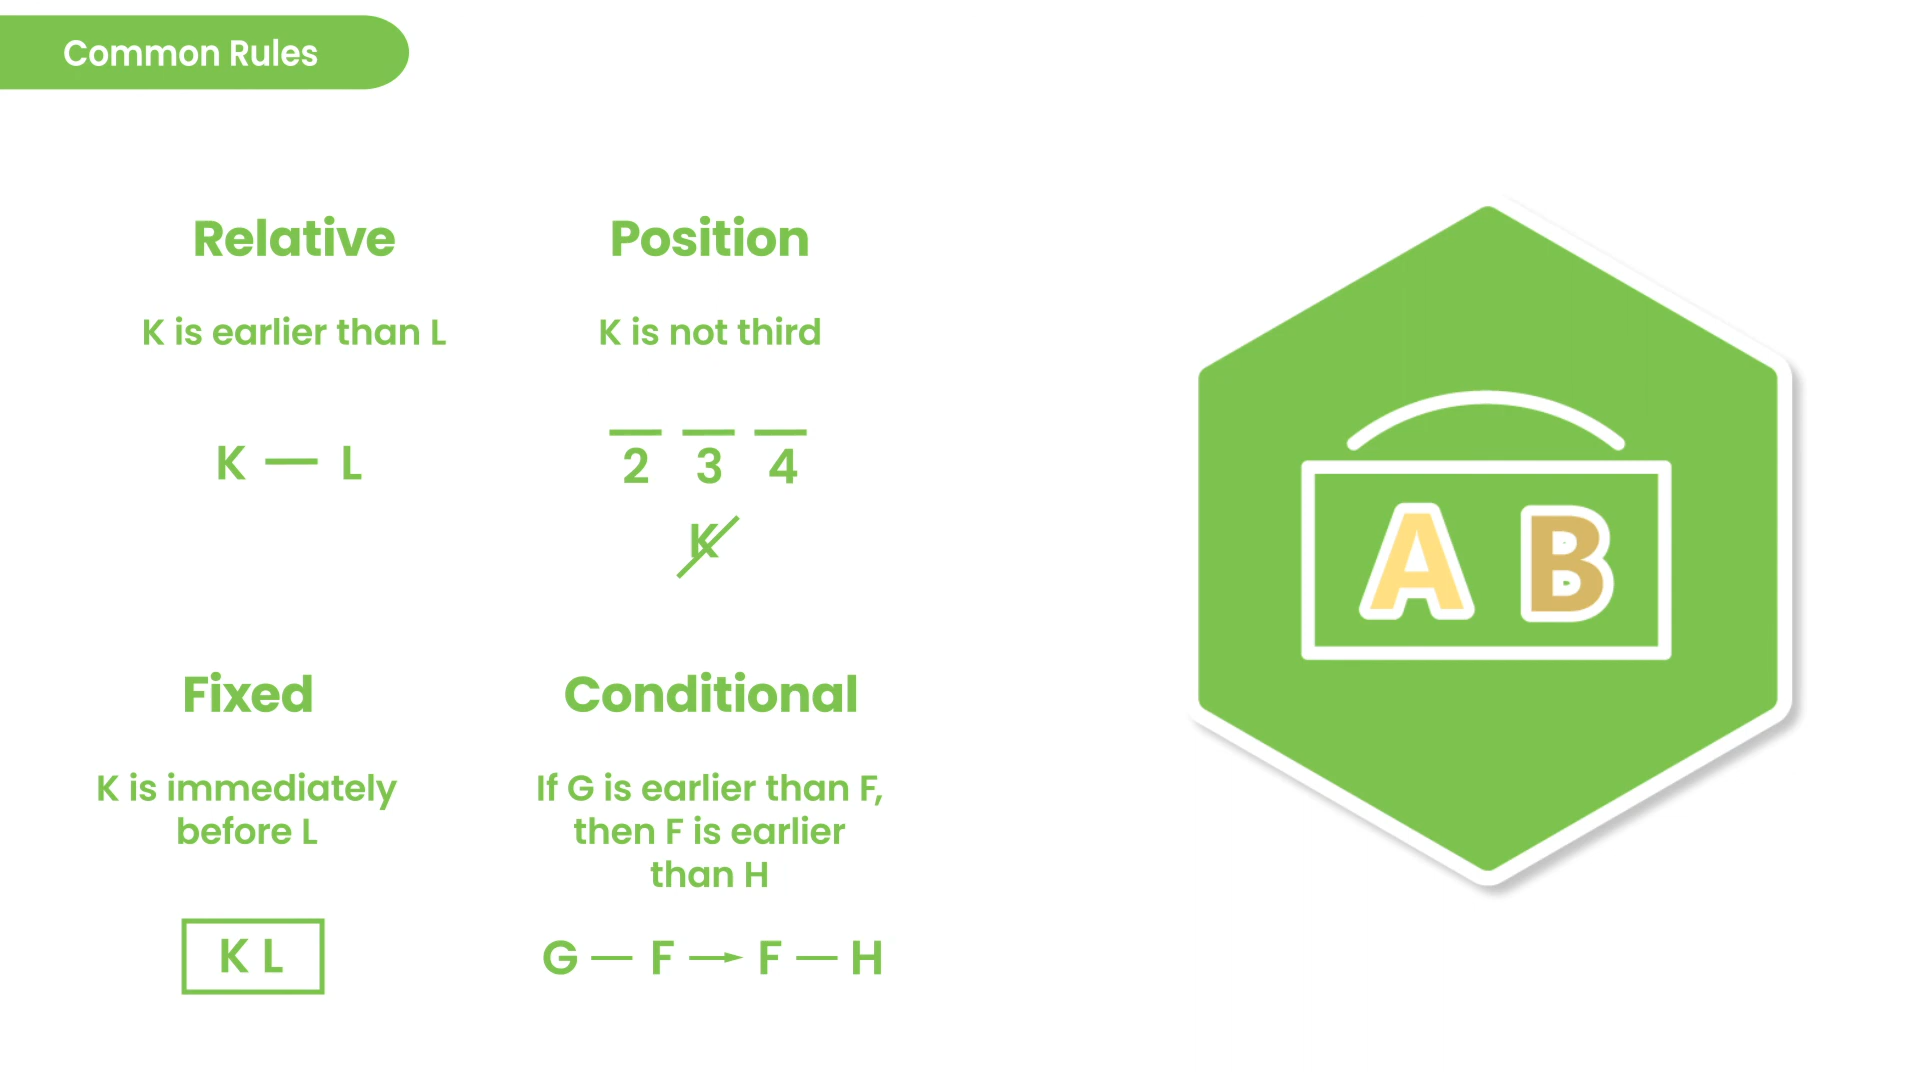 Common Rules
Relative
K is earlier than L
K — L
Position
K is not third
2 3 4
K
Fixed
K is immediately
before L
K L
Conditional
If G is earlier than F,
then F is earlier
than H
G — F → F — H
A B